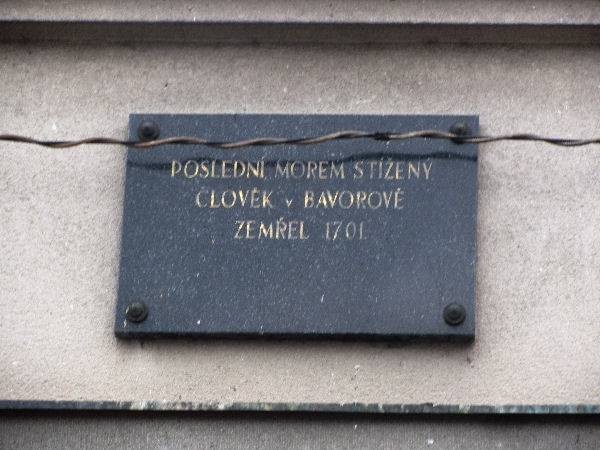 POSLEDNÍ MOREM STÍŽENÝ
ČLOVĚK v BAVOROVĚ
ZEMŘEL 1701